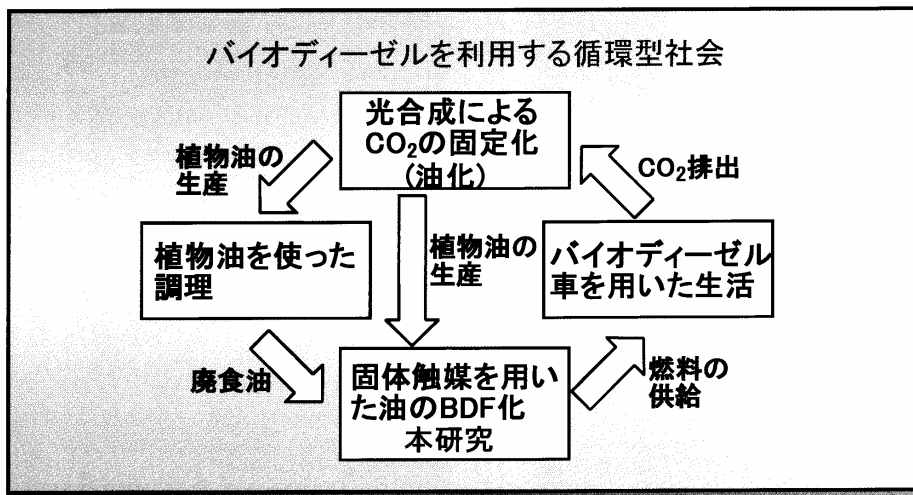 バイオディーゼルを利用する循環型社会
光合成による
CO₂の固定化
(油化)
植物油の
生産
CO₂排出
植物油を使った
調理
植物油の
生産
バイオディーゼル
車を用いた生活
廃食油
固体触媒を用い
た油のBDF化
本研究
燃料の
供給